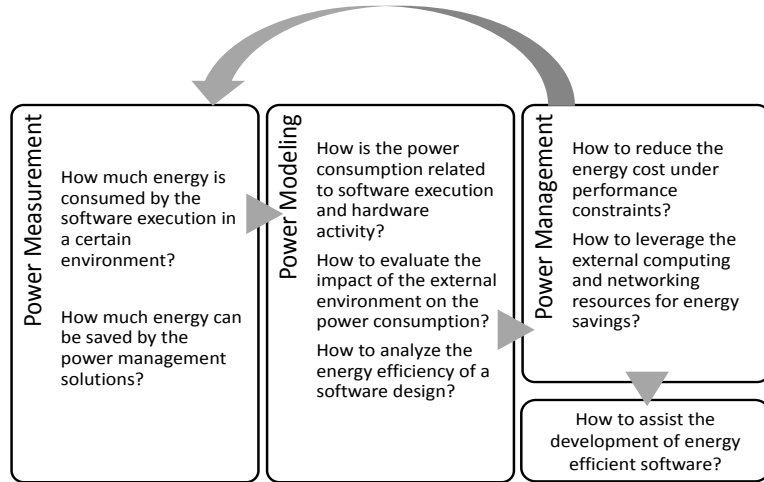 Power Measurement
How much energy is
consumed by the
software execution in
a certain
environment?
How much energy can
be saved by the
power management
solutions?
Power Modeling
How is the power
consumption related
to software execution
and hardware
activity?
How to evaluate the
impact of the external
environment on the
power consumption?
How to analyze the
energy efficiency of a
software design?
Power Management
How to reduce the
energy cost under
performance
constraints?
How to leverage the
external computing
and networking
resources for energy
savings?
How to assist the
development of energy
efficient software?